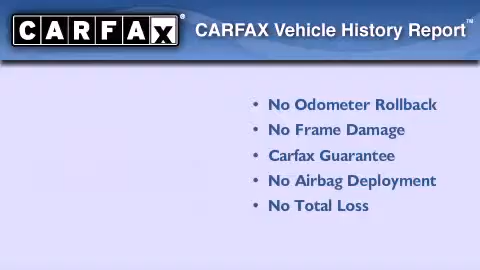 CARFAX® CARFAX Vehicle History Report™
• No Odometer Rollback
• No Frame Damage
• Carfax Guarantee
• No Airbag Deployment
• No Total Loss